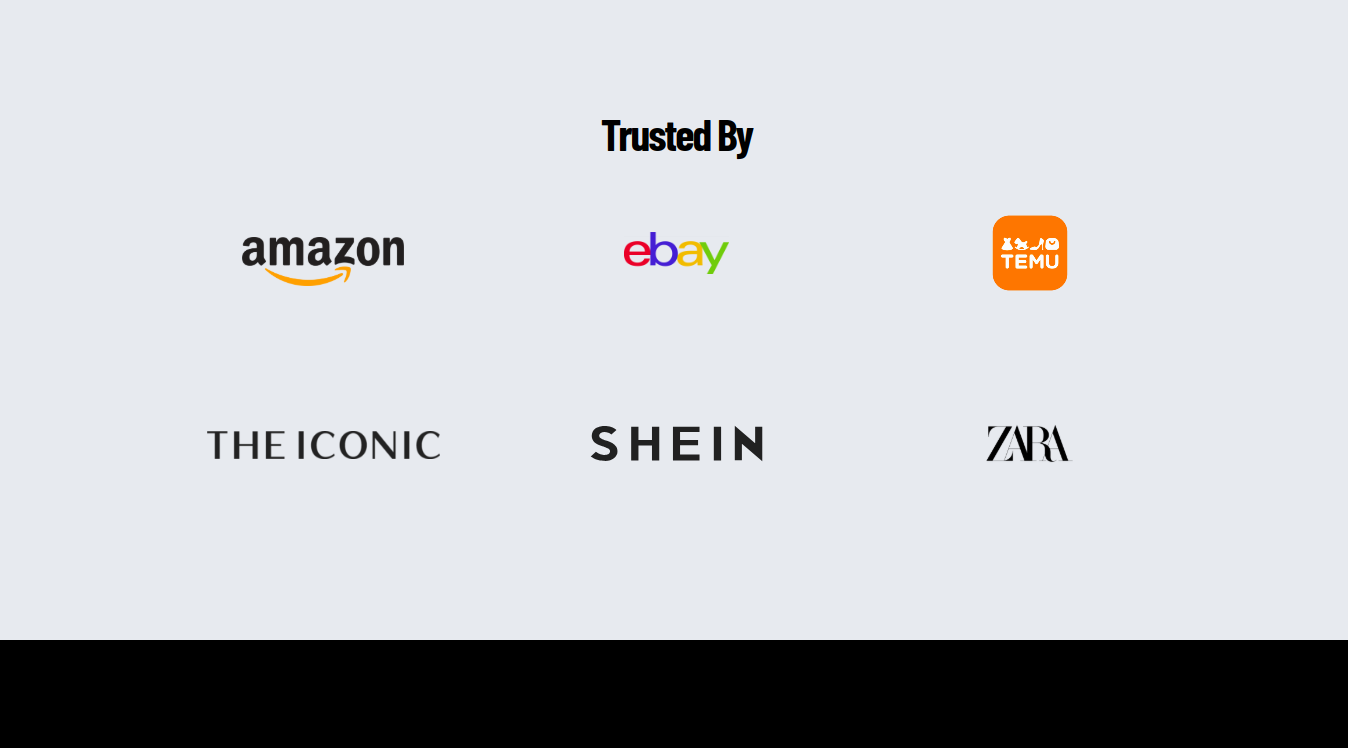 Trusted By
amazon
ebay
TEMU
THE ICONIC
SHEIN
ZARA